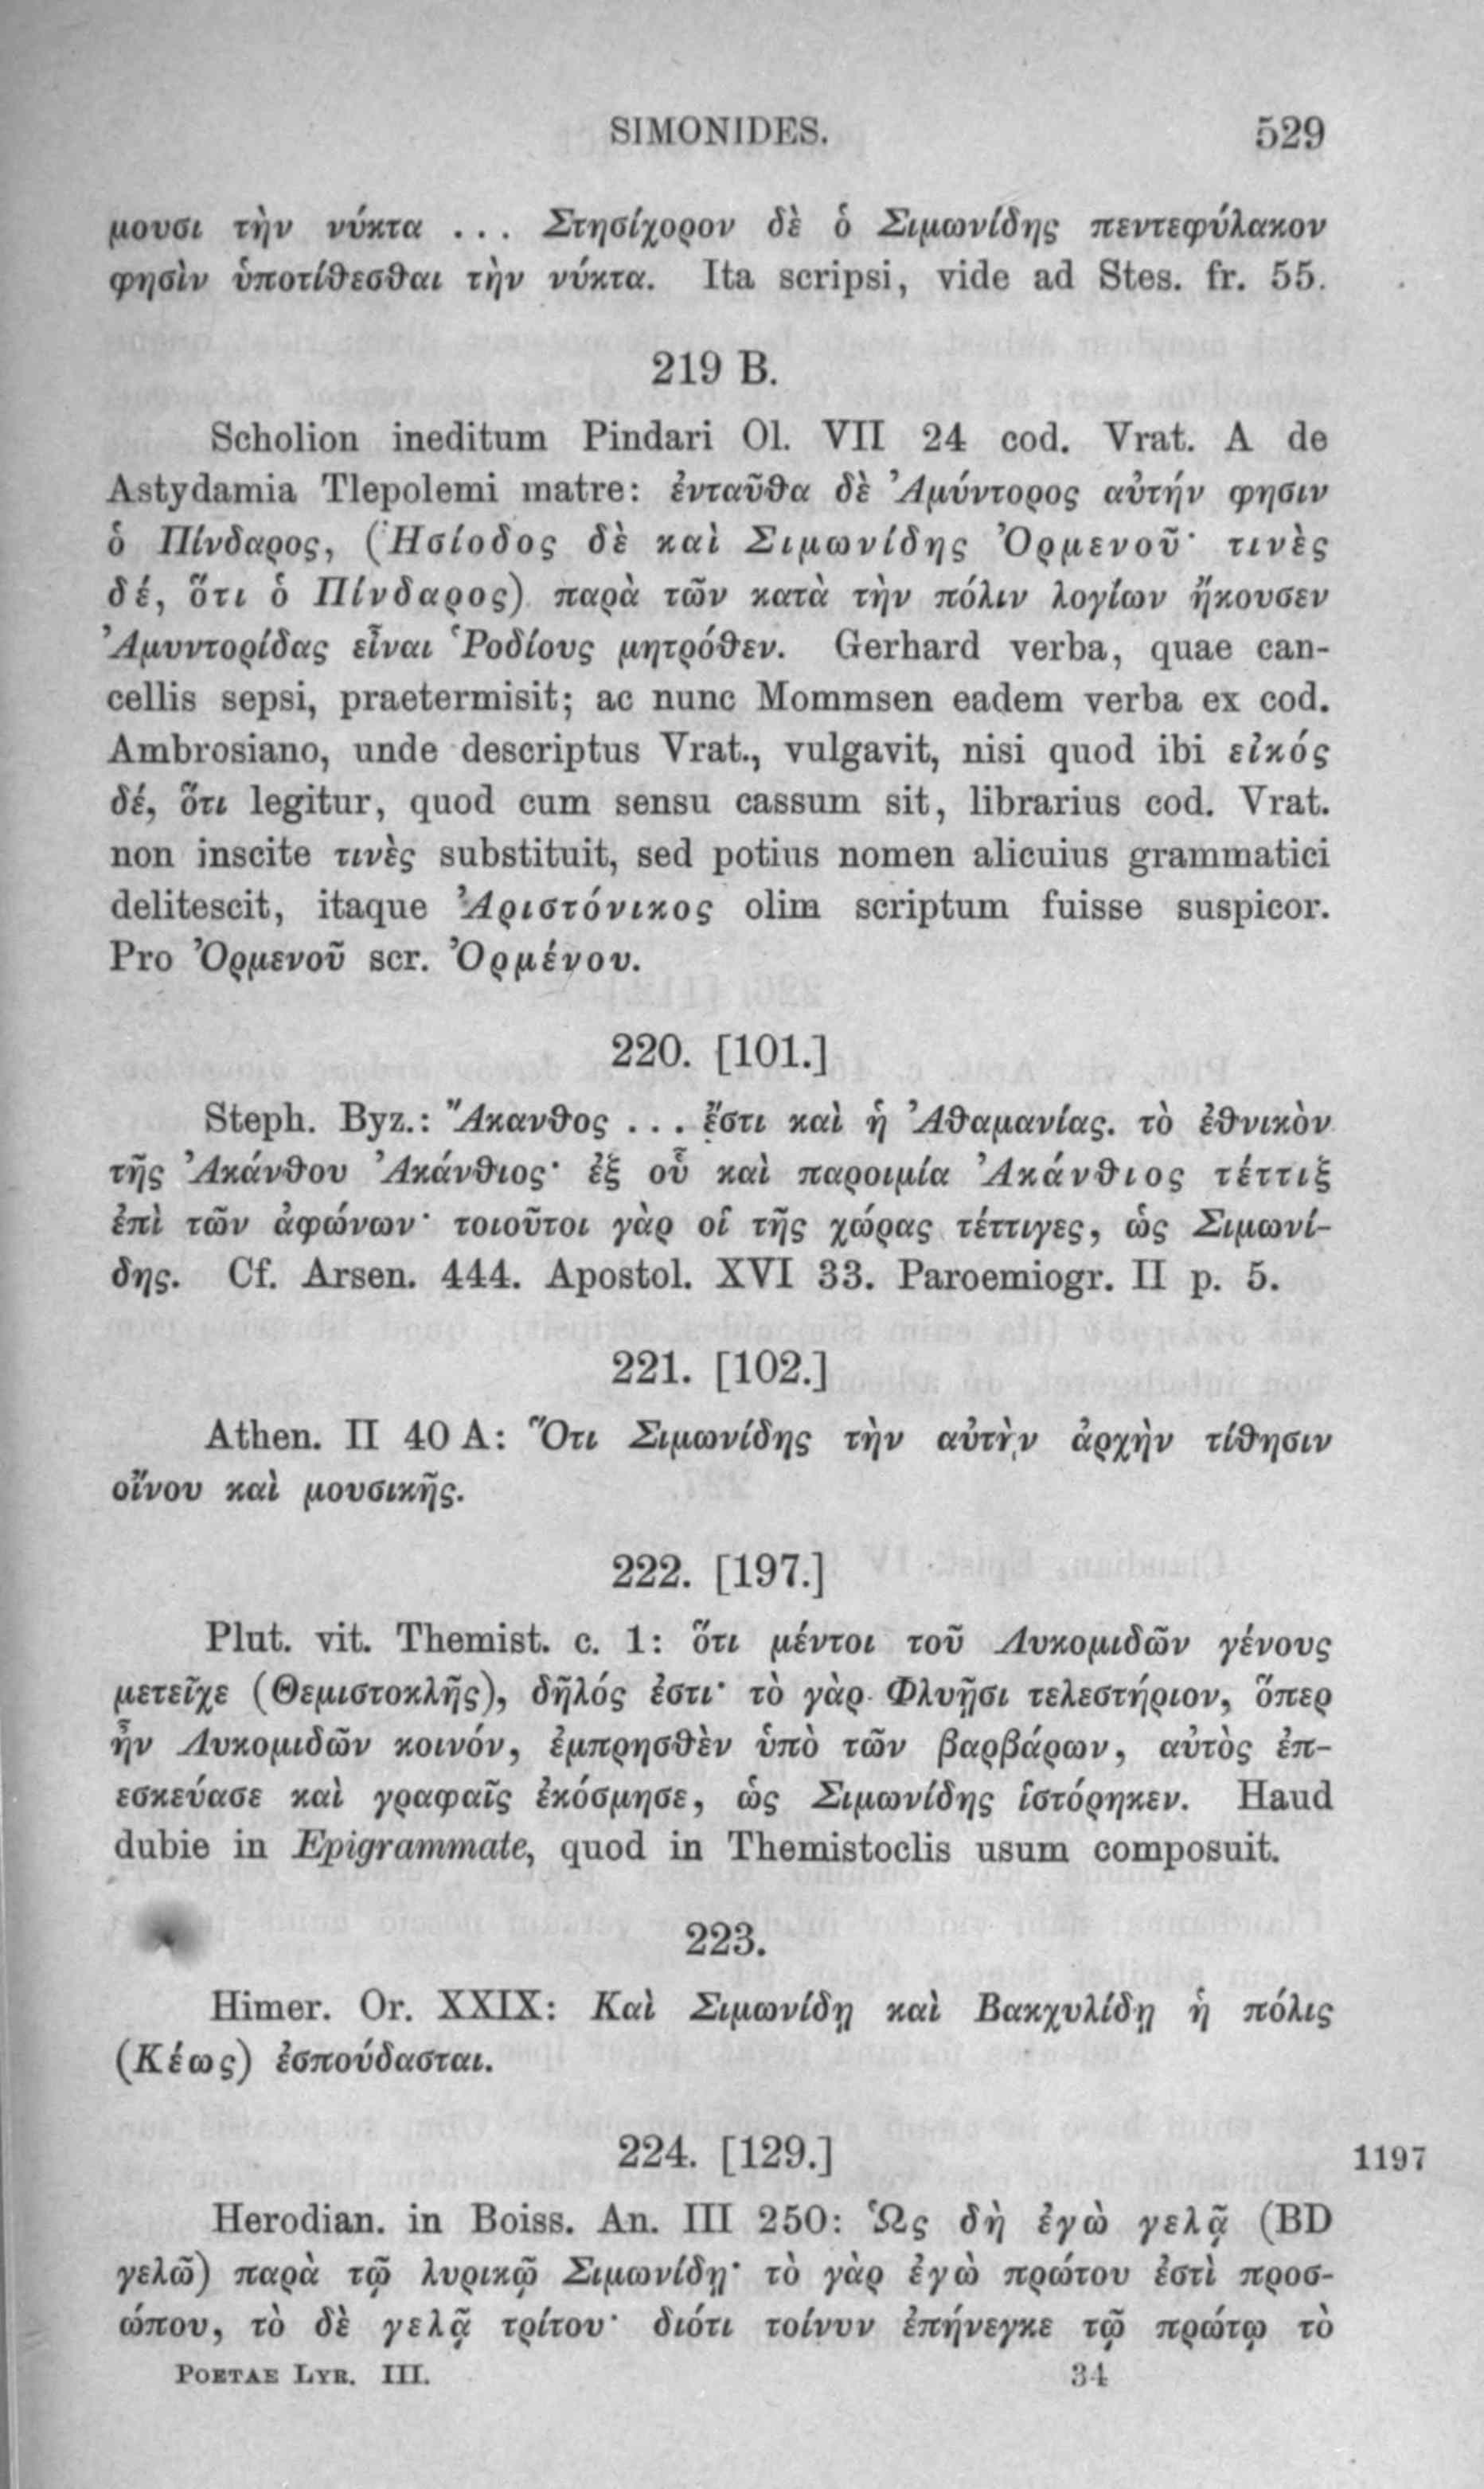 SIMONIDES. 529
μουσι τὴν νύκτα ... Στησίχορον δὲ ὁ Σιμωνίδης πεντεφύλακον
φησὶν ὑποτίθεσθαι τὴν νύκτα. Ita scripsi, vide ad Stes. fr. 55.
219 B.
Scholion ineditum Pindari Ol. VII 24 cod. Vrat. A de
Astydamia Tlepolemi matre: ἐνταῦθα δὲ Ἀμύντορος αὐτήν φησιν
ὁ Πίνδαρος, (Ἡσίοδος δὲ καὶ Σιμωνίδης Ὀρμενοῦ· τινὲς
δέ, ὅτι ὁ Πίνδαρος) παρὰ τῶν κατὰ τὴν πόλιν λογίων ἤκουσεν
Ἀμυντορίδας εἶναι Ῥοδίους μητρόθεν. Gerhard verba, quae can-
cellis sepsi, praetermisit; ac nunc Mommsen eadem verba ex cod.
Ambrosiano, unde descriptus Vrat., vulgavit, nisi quod ibi εἰκός
δέ, ὅτι legitur, quod cum sensu cassum sit, librarius cod. Vrat.
non inscite τινὲς substituit, sed potius nomen alicuius grammatici
delitescit, itaque Ἀριστόνικος olim scriptum fuisse suspicor.
Pro Ὀρμενοῦ scr. Ὀρμένου.
220. [101.]
Steph. Byz.: Ἄκανθος ... ἔστι καὶ ἡ Ἀθαμανίας. τὸ ἐθνικὸν
τῆς Ἀκάνθου Ἀκάνθιος· ἐξ οὗ καὶ παροιμία Ἀκάνθιος τέττιξ
ἐπὶ τῶν ἀφώνων· τοιοῦτοι γὰρ οἱ τῆς χώρας τέττιγες, ὡς Σιμωνί-
δης. Cf. Arsen. 444. Apostol. XVI 33. Paroemiogr. II p. 5.
221. [102.]
Athen. II 40 A: Ὅτι Σιμωνίδης τὴν αὐτὴν ἀρχὴν τίθησιν
οἴνου καὶ μουσικῆς.
222. [197.]
Plut. vit. Themist. c. 1: ὅτι μέντοι τοῦ Λυκομιδῶν γένους
μετεῖχε (Θεμιστοκλῆς), δῆλός ἐστι· τὸ γὰρ Φλυῆσι τελεστήριον, ὅπερ
ἦν Λυκομιδῶν κοινόν, ἐμπρησθὲν ὑπὸ τῶν βαρβάρων, αὐτὸς ἐπ-
εσκεύασε καὶ γραφαῖς ἐκόσμησε, ὡς Σιμωνίδης ἱστόρηκεν. Haud
dubie in Epigrammate, quod in Themistoclis usum composuit.
223.
Himer. Or. XXIX: Καὶ Σιμωνίδῃ καὶ Βακχυλίδῃ ἡ πόλις
(Κέως) ἐσπούδασται.
224. [129.] 1197
Herodian. in Boiss. An. III 250: Ὡς δὴ ἐγὼ γελᾷ (BD
γελῶ) παρὰ τῷ λυρικῷ Σιμωνίδῃ· τὸ γὰρ ἐγὼ πρώτου ἐστὶ προσ-
ώπου, τὸ δὲ γελᾷ τρίτου· διότι τοίνυν ἐπήνεγκε τῷ πρώτῳ τὸ
POETAE LYR. III. 34